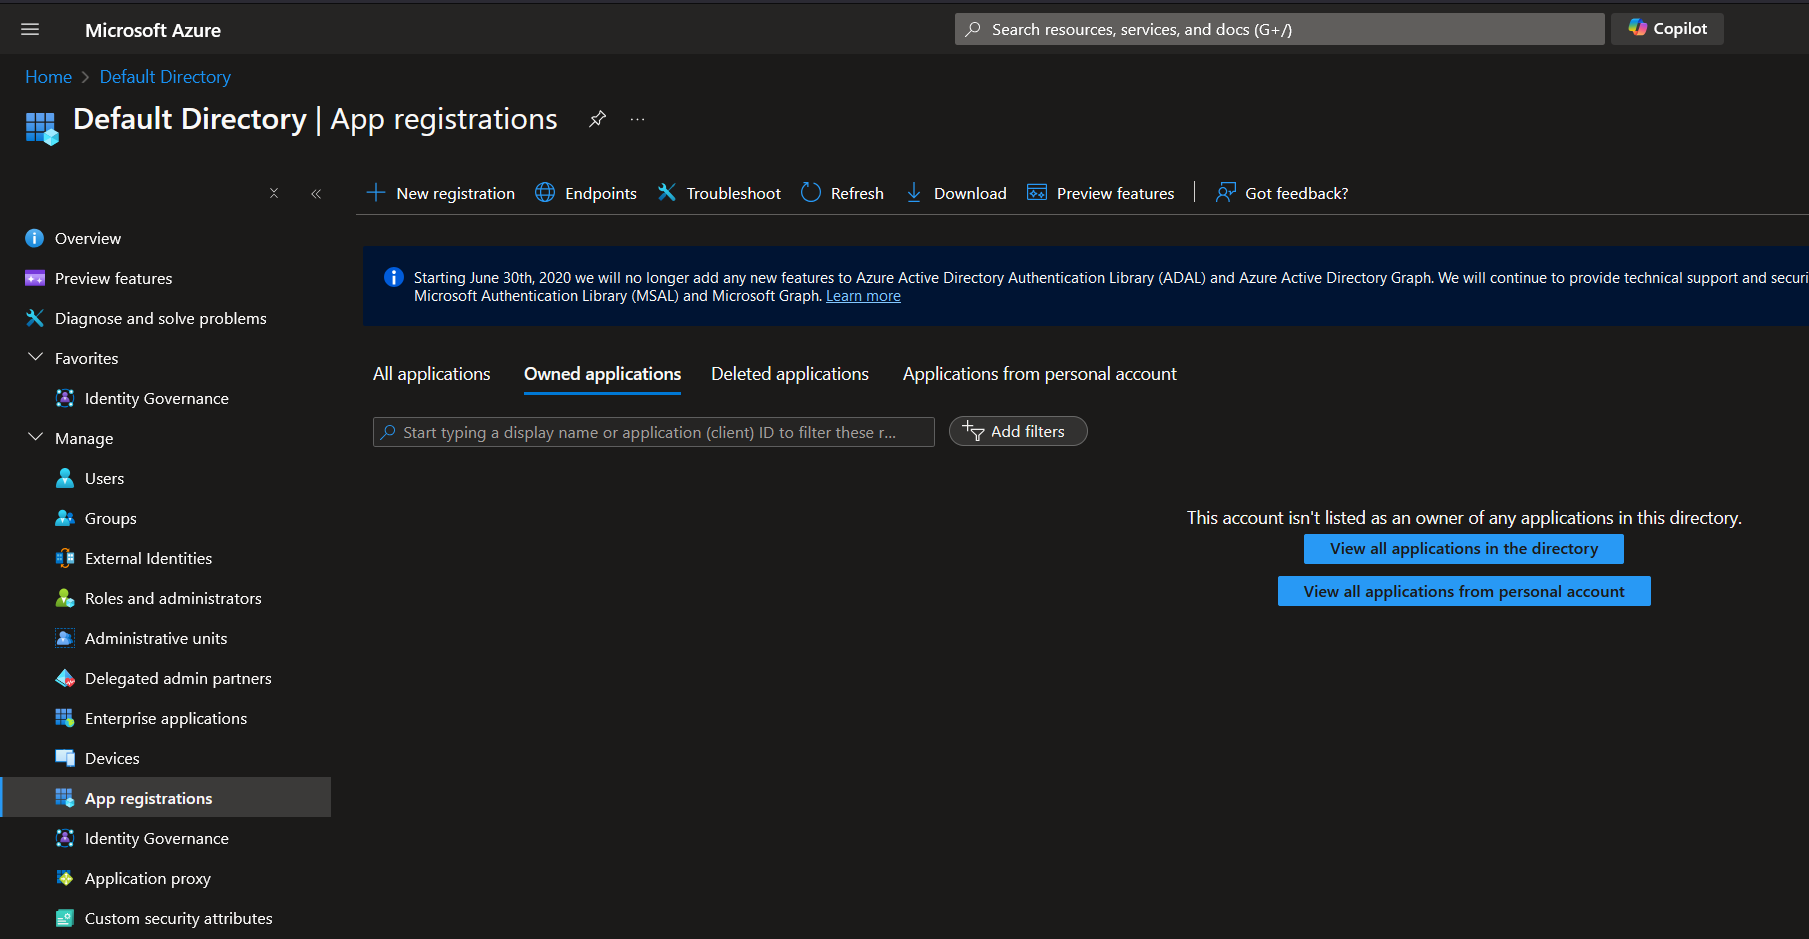 Microsoft Azure
Search resources, services, and docs (G+/)
Copilot
Home > Default Directory
Default Directory | App registrations
New registration
Endpoints
Troubleshoot
Refresh
Download
Preview features
Got feedback?
Overview
Preview features
Diagnose and solve problems
Favorites
Identity Governance
Manage
Users
Groups
External Identities
Roles and administrators
Administrative units
Delegated admin partners
Enterprise applications
Devices
App registrations
Identity Governance
Application proxy
Custom security attributes
Starting June 30th, 2020 we will no longer add any new features to Azure Active Directory Authentication Library (ADAL) and Azure Active Directory Graph. We will continue to provide technical support and securi
Microsoft Authentication Library (MSAL) and Microsoft Graph. Learn more
All applications
Owned applications
Deleted applications
Applications from personal account
Start typing a display name or application (client) ID to filter these r...
Add filters
This account isn't listed as an owner of any applications in this directory.
View all applications in the directory
View all applications from personal account